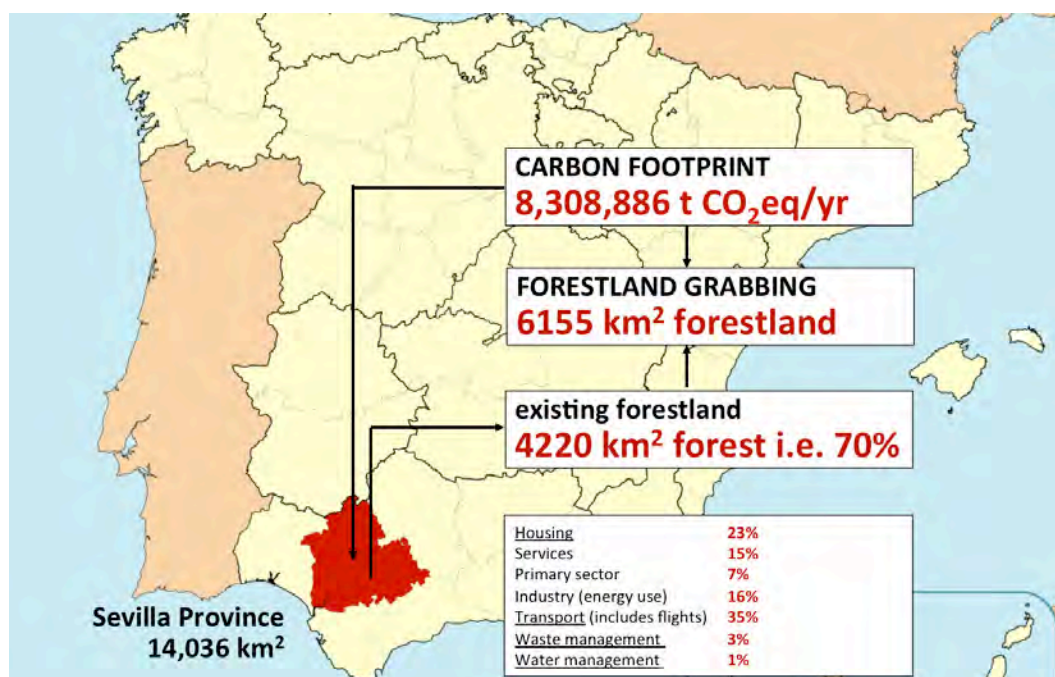 CARBON FOOTPRINT
8,308,886 t CO₂eq/yr
FORESTLAND GRABBING
6155 km² forestland
existing forestland
4220 km² forest i.e. 70%
Housing 23%
Services 15%
Primary sector 7%
Industry (energy use) 16%
Transport (includes flights) 35%
Waste management 3%
Water management 1%
Sevilla Province
14,036 km²